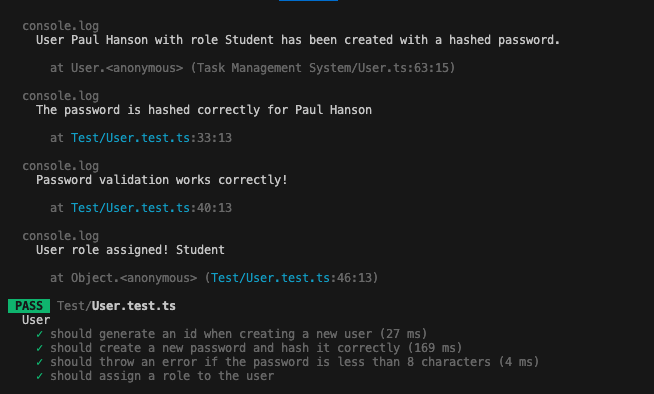 console.log
User Paul Hanson with role Student has been created with a hashed password.
at User.<anonymous> (Task Management System/User.ts:63:15)
console.log
The password is hashed correctly for Paul Hanson
at Test/User.test.ts:33:13
console.log
Password validation works correctly!
at Test/User.test.ts:40:13
console.log
User role assigned! Student
at Object.<anonymous> (Test/User.test.ts:46:13)
PASS Test/User.test.ts
User
✓ should generate an id when creating a new user (27 ms)
✓ should create a new password and hash it correctly (169 ms)
✓ should throw an error if the password is less than 8 characters (4 ms)
✓ should assign a role to the user